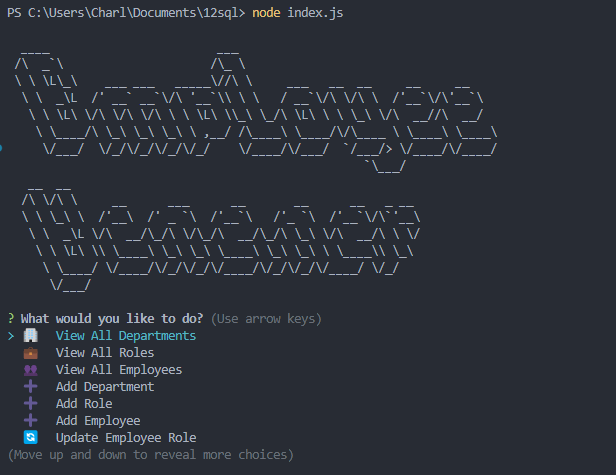 PS C:\Users\Charl\Documents\12sql> node index.js
Employee
Manager
? What would you like to do? (Use arrow keys)
> 🏢 View All Departments
💼 View All Roles
👥 View All Employees
➕ Add Department
➕ Add Role
➕ Add Employee
🔄 Update Employee Role
(Move up and down to reveal more choices)